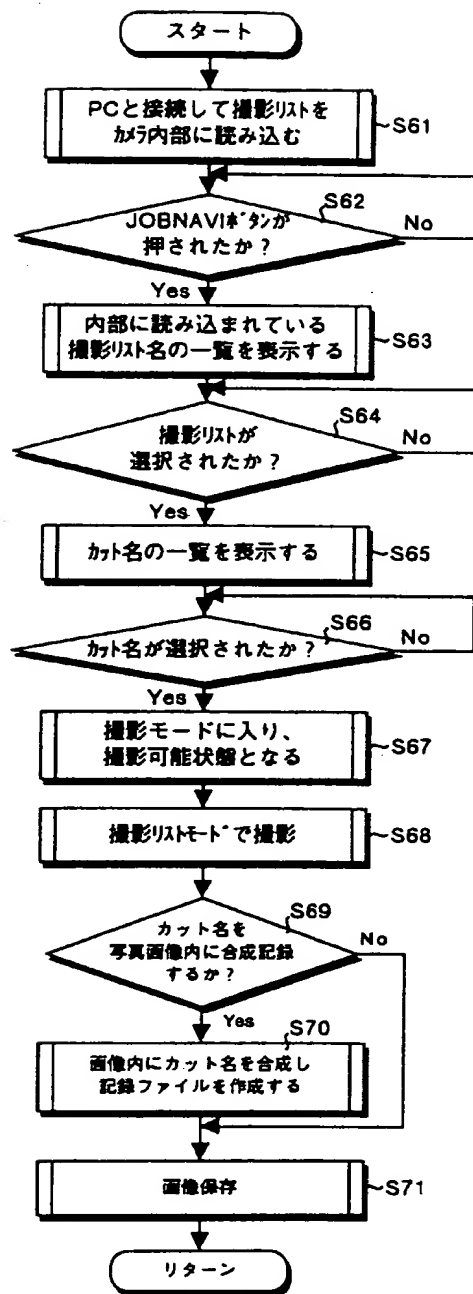 スタート
PCと接続して撮影リストを
カメラ内部に読み込む
S61
JOBNAVIボタンが
押されたか？
S62
No
Yes
内部に読み込まれている
撮影リスト名の一覧を表示する
S63
撮影リストが
選択されたか？
S64
No
Yes
カット名の一覧を表示する
S65
カット名が選択されたか？
S66
No
Yes
撮影モードに入り、
撮影可能状態となる
S67
撮影リストモードで撮影
S68
カット名を
写真画像内に合成記録
するか？
S69
No
Yes
S70
画像内にカット名を合成し
記録ファイルを作成する
画像保存
S71
リターン